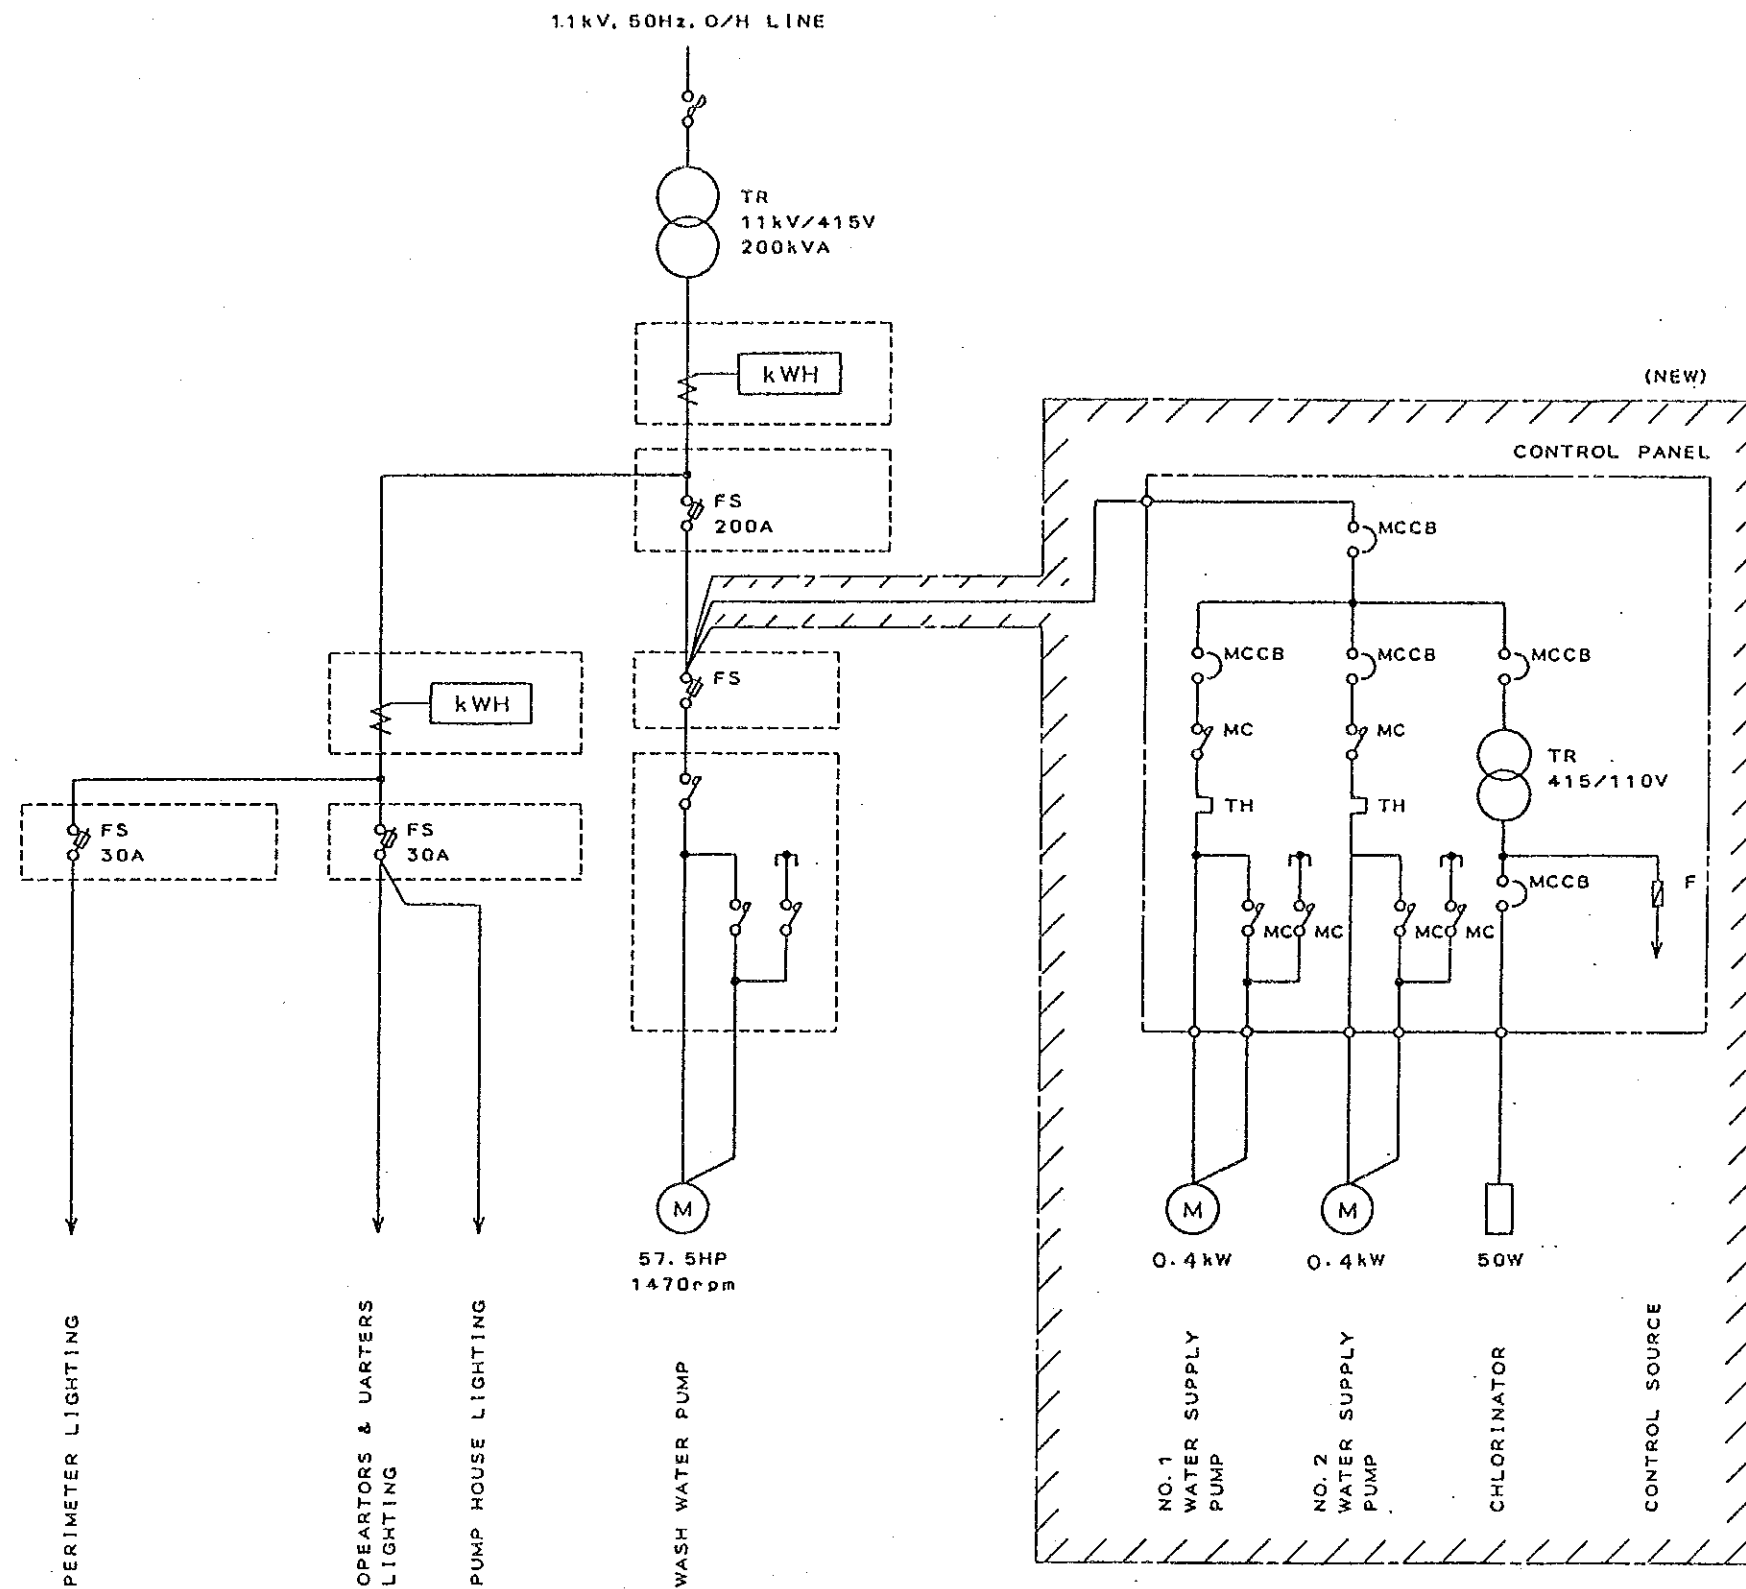 11kV, 50Hz, O/H LINE
TR
11kV/415V
200kVA
kWH
(NEW)
CONTROL PANEL
FS
200A
MCCB
MCCB
MCCB
MCCB
kWH
FS
MC
MC
TR
415/110V
TH
TH
FS
30A
FS
30A
MCCB
F
MC
MC
MC
MC
M
M
M
57.5HP
1470rpm
0.4kW
0.4kW
50W
PERIMETER LIGHTING
OPEARTORS & UARTERS
LIGHTING
PUMP HOUSE LIGHTING
WASH WATER PUMP
NO.1
WATER SUPPLY
PUMP
NO.2
WATER SUPPLY
PUMP
CHLORINATOR
CONTROL SOURCE